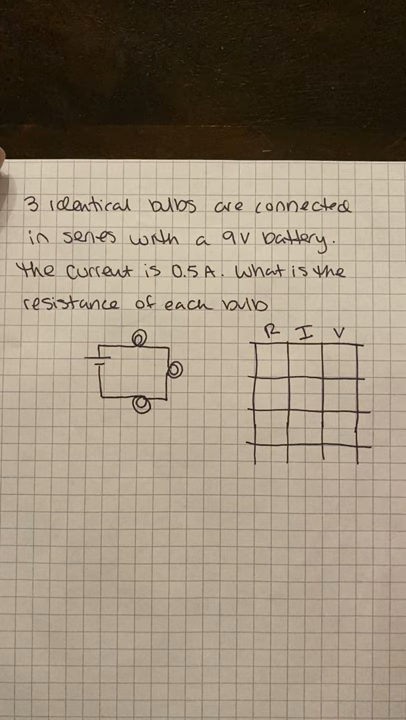 3 identical bulbs are connected
in series with a 9V battery.
The current is 0.5A. What is the
resistance of each bulb
R I V